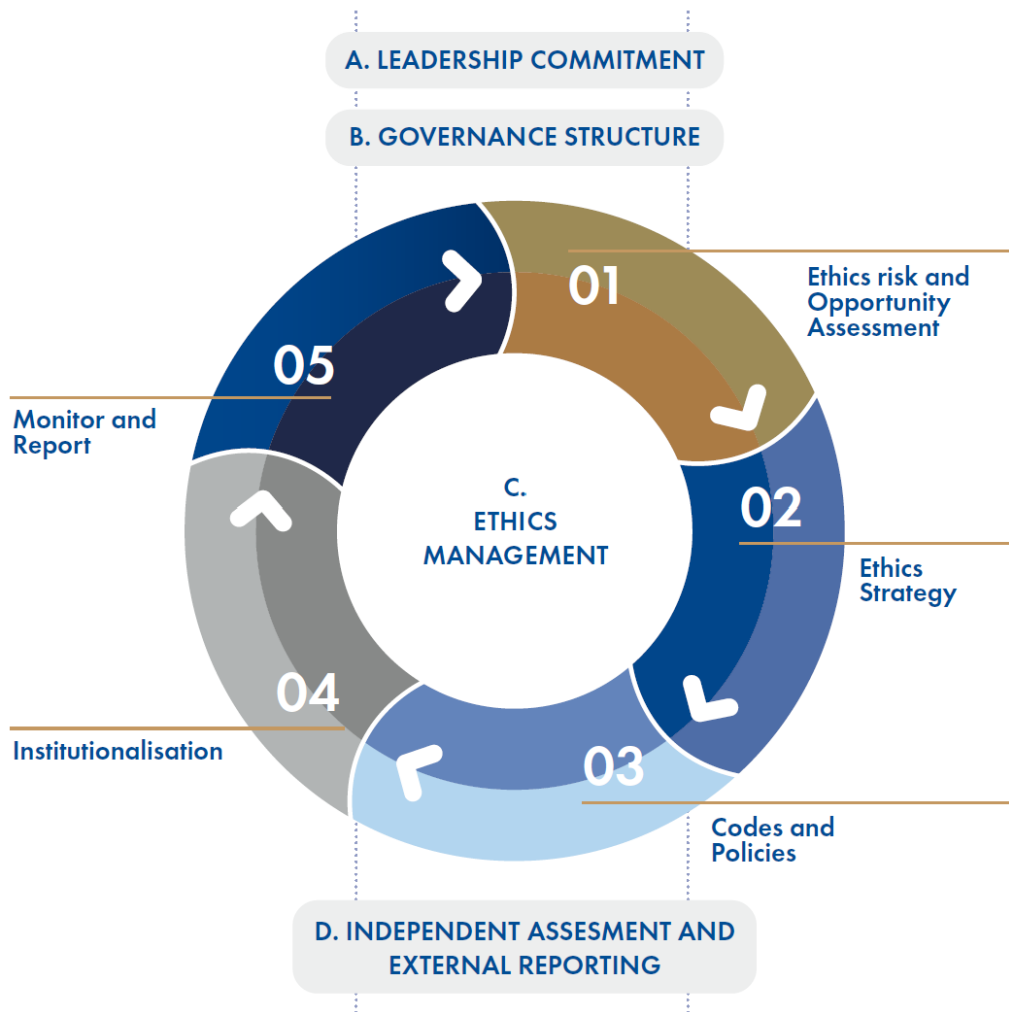 A. LEADERSHIP COMMITMENT
B. GOVERNANCE STRUCTURE
01
Ethics risk and
Opportunity
Assessment
02
Ethics
Strategy
03
Codes and
Policies
04
Institutionalisation
05
Monitor and
Report
C.
ETHICS
MANAGEMENT
D. INDEPENDENT ASSESMENT AND
EXTERNAL REPORTING